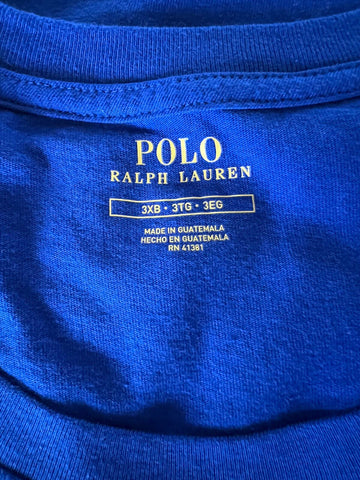 POLO
RALPH LAUREN
3XB • 3TG • 3EG
MADE IN GUATEMALA
HECHO EN GUATEMALA
RN 41381